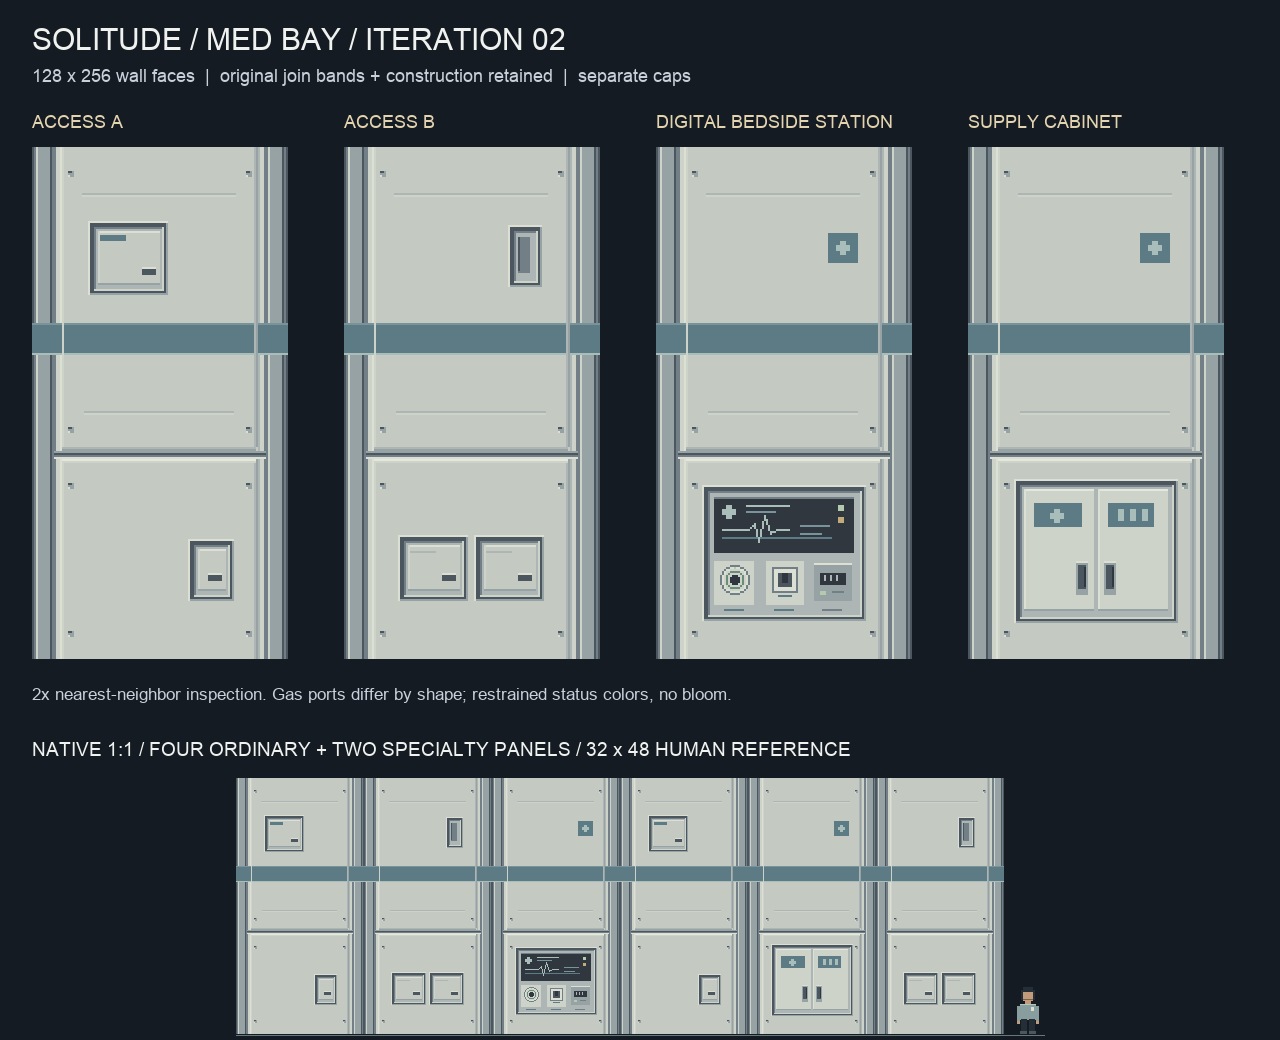 SOLITUDE / MED BAY / ITERATION 02
128 x 256 wall faces | original join bands + construction retained | separate caps
ACCESS A
ACCESS B
DIGITAL BEDSIDE STATION
SUPPLY CABINET
2x nearest-neighbor inspection. Gas ports differ by shape; restrained status colors, no bloom.
NATIVE 1:1 / FOUR ORDINARY + TWO SPECIALTY PANELS / 32 x 48 HUMAN REFERENCE